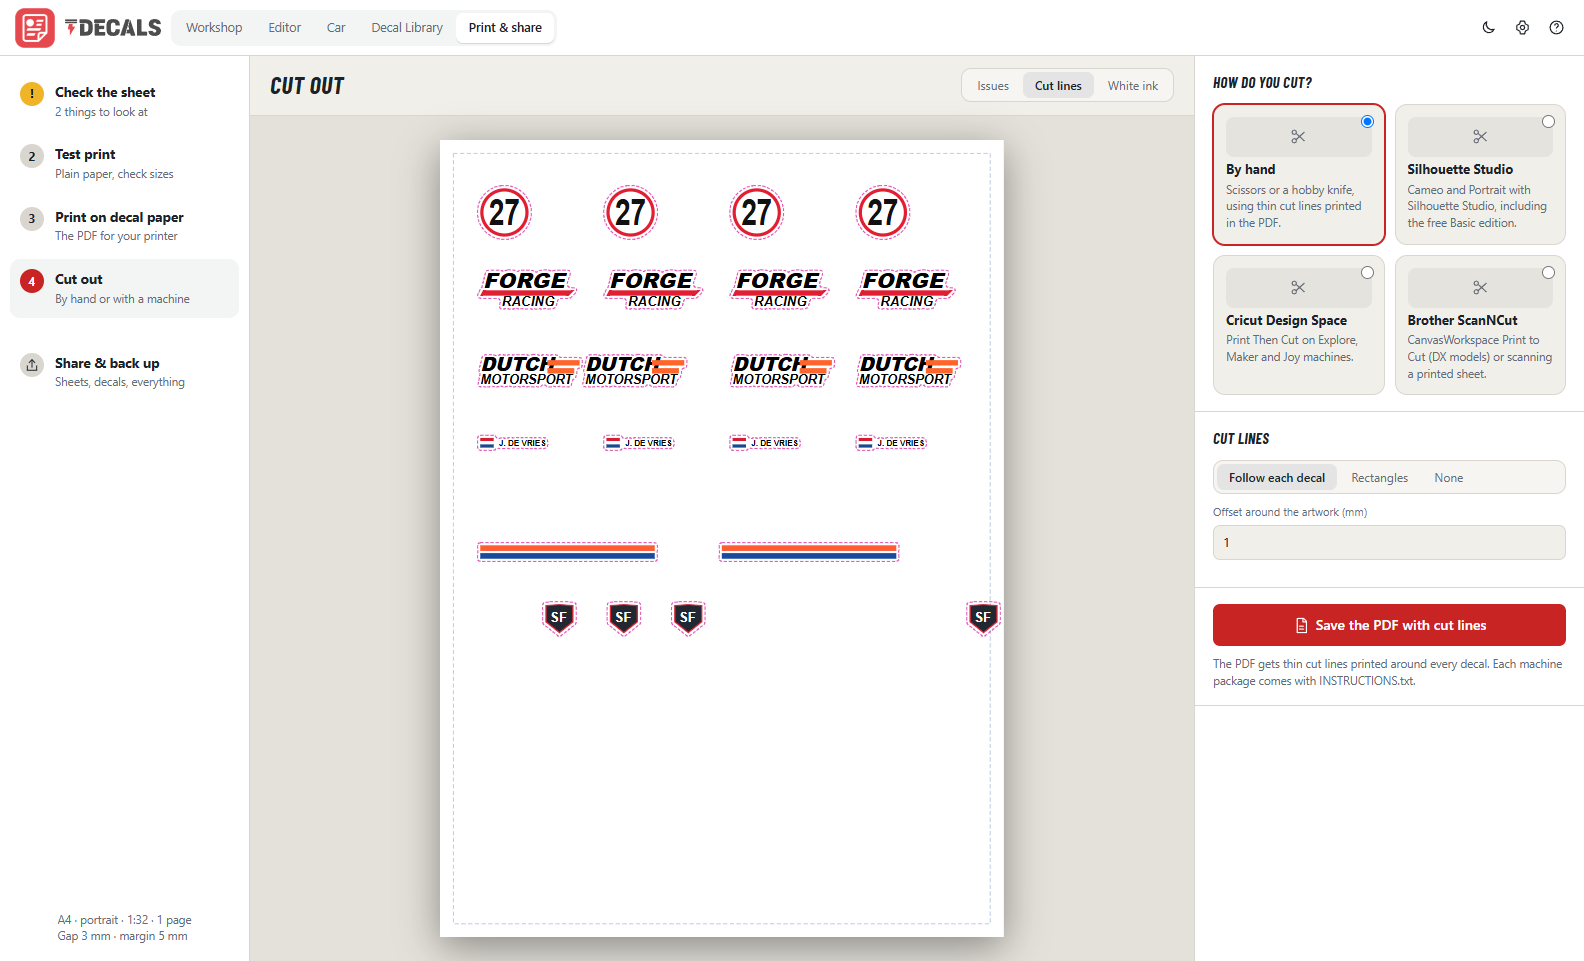 DECALS
Workshop
Editor
Car
Decal Library
Print & share
!
Check the sheet
2 things to look at
2
Test print
Plain paper, check sizes
3
Print on decal paper
The PDF for your printer
4
Cut out
By hand or with a machine
Share & back up
Sheets, decals, everything
A4 · portrait · 1:32 · 1 page
Gap 3 mm · margin 5 mm
CUT OUT
Issues
Cut lines
White ink
27 27 27 27
FORGE FORGE FORGE FORGE
RACING RACING RACING RACING
DUTCH DUTCH DUTCH DUTCH
MOTORSPORT MOTORSPORT MOTORSPORT MOTORSPORT
J. DE VRIES J. DE VRIES J. DE VRIES J. DE VRIES
SF SF SF SF
HOW DO YOU CUT?
By hand
Scissors or a hobby knife,
using thin cut lines printed
in the PDF.
Silhouette Studio
Cameo and Portrait with
Silhouette Studio, including
the free Basic edition.
Cricut Design Space
Print Then Cut on Explore,
Maker and Joy machines.
Brother ScanNCut
CanvasWorkspace Print to
Cut (DX models) or scanning
a printed sheet.
CUT LINES
Follow each decal
Rectangles
None
Offset around the artwork (mm)
1
Save the PDF with cut lines
The PDF gets thin cut lines printed around every decal. Each machine
package comes with INSTRUCTIONS.txt.